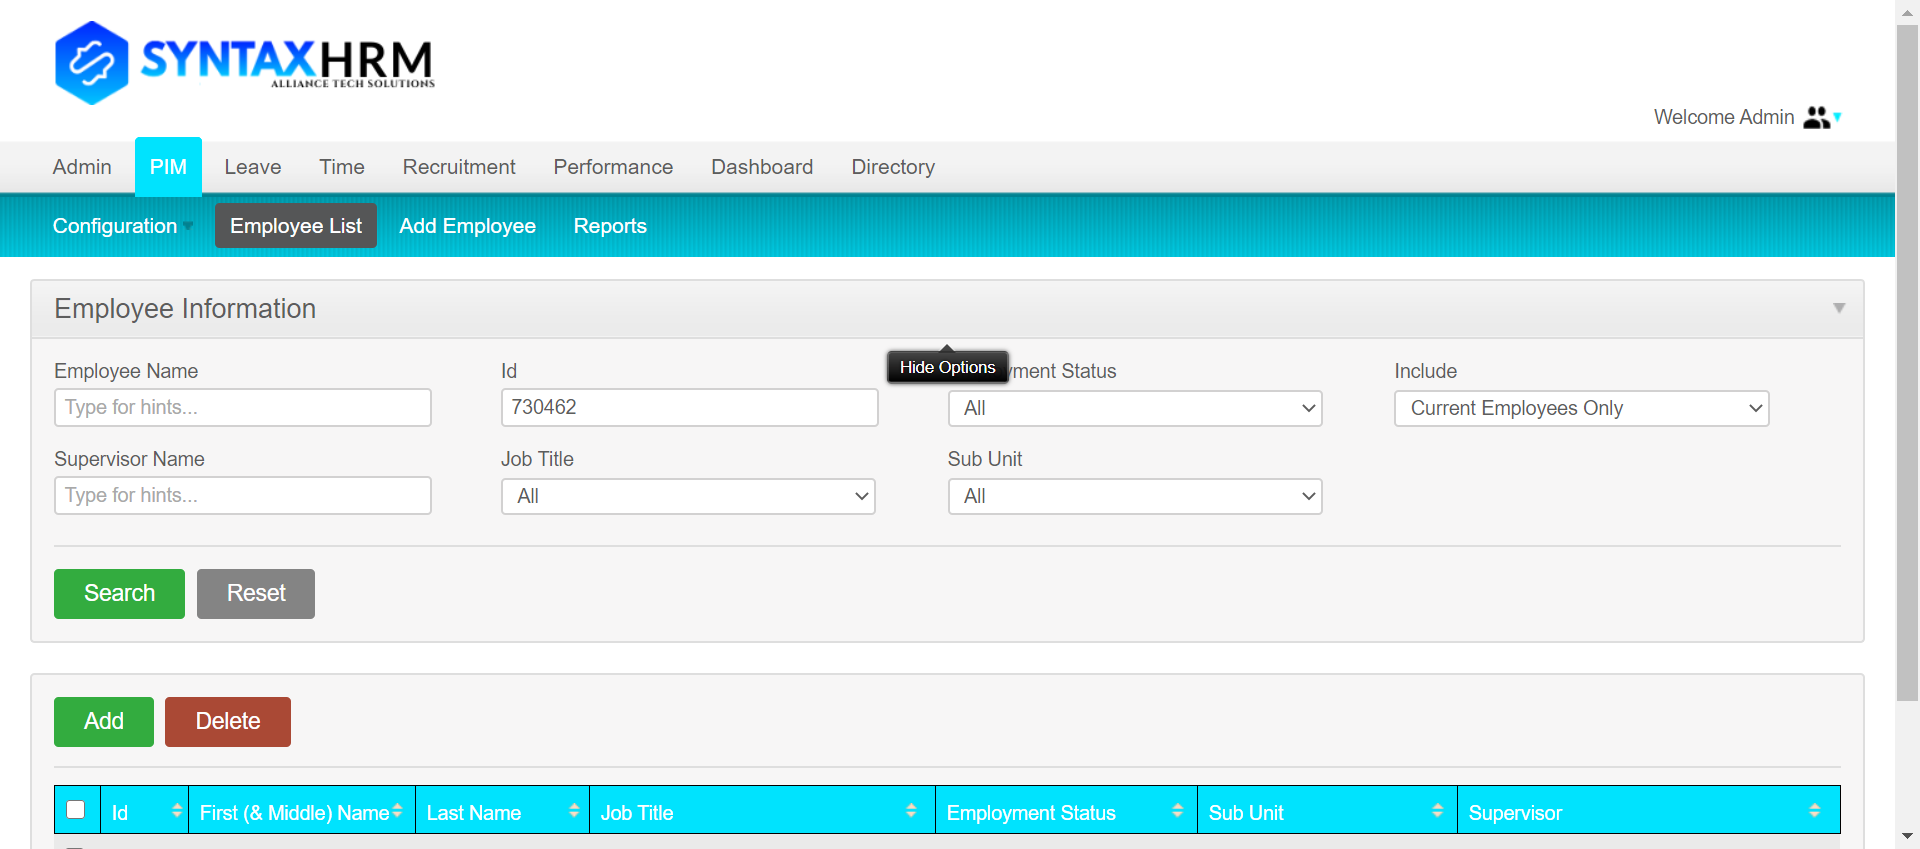 SYNTAXHRM
ALLIANCE TECH SOLUTIONS
Welcome Admin
Admin PIM Leave Time Recruitment Performance Dashboard Directory
Configuration Employee List Add Employee Reports
Employee Information
Hide Options
Employee Name Id yment Status Include
Type for hints... 730462 All Current Employees Only
Supervisor Name Job Title Sub Unit
Type for hints... All All
Search Reset
Add Delete
Id First (& Middle) Name Last Name Job Title Employment Status Sub Unit Supervisor